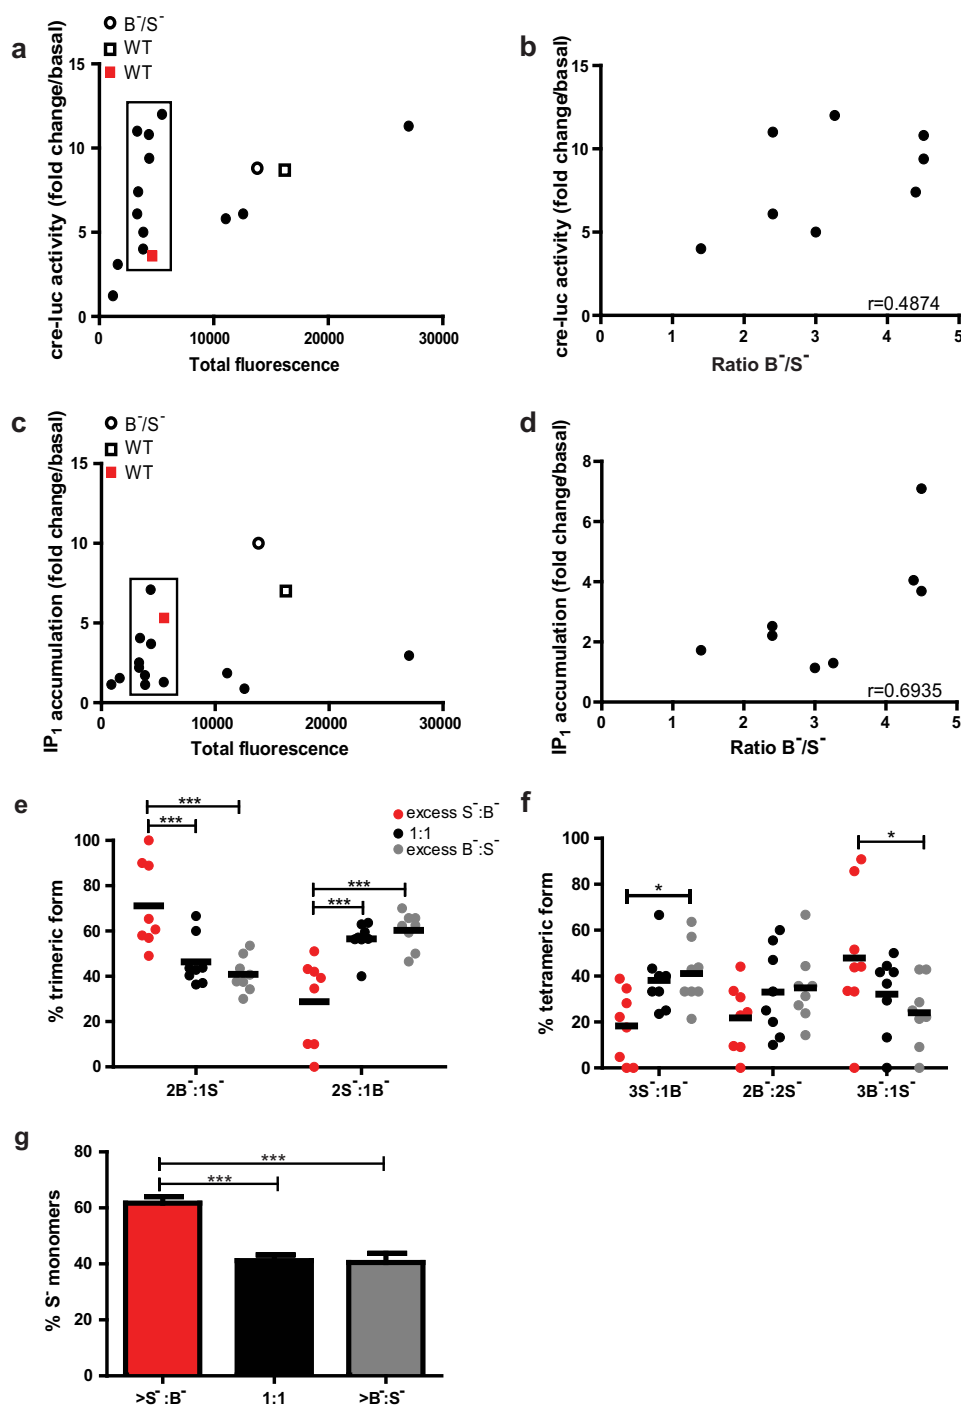 a
B⁻/S⁻
WT
WT
cre-luc activity (fold change/basal)
15
10
5
0
0 10000 20000 30000
Total fluorescence
b
cre-luc activity (fold change/basal)
15
10
5
0
r=0.4874
0 1 2 3 4 5
Ratio B⁻/S⁻
c
B⁻/S⁻
WT
WT
IP₁ accumulation (fold change/basal)
15
10
5
0
0 10000 20000 30000
Total fluorescence
d
IP₁ accumulation (fold change/basal)
8
6
4
2
0
r=0.6935
0 1 2 3 4 5
Ratio B⁻/S⁻
e
***
***
***
***
excess S⁻:B⁻
1:1
excess B⁻:S⁻
% trimeric form
100
80
60
40
20
0
2B⁻:1S⁻ 2S⁻:1B⁻
f
*
*
% tetrameric form
100
80
60
40
20
0
3S⁻:1B⁻ 2B⁻:2S⁻ 3B⁻:1S⁻
g
***
***
% S⁻ monomers
80
60
40
20
0
>S⁻:B⁻ 1:1 >B⁻:S⁻